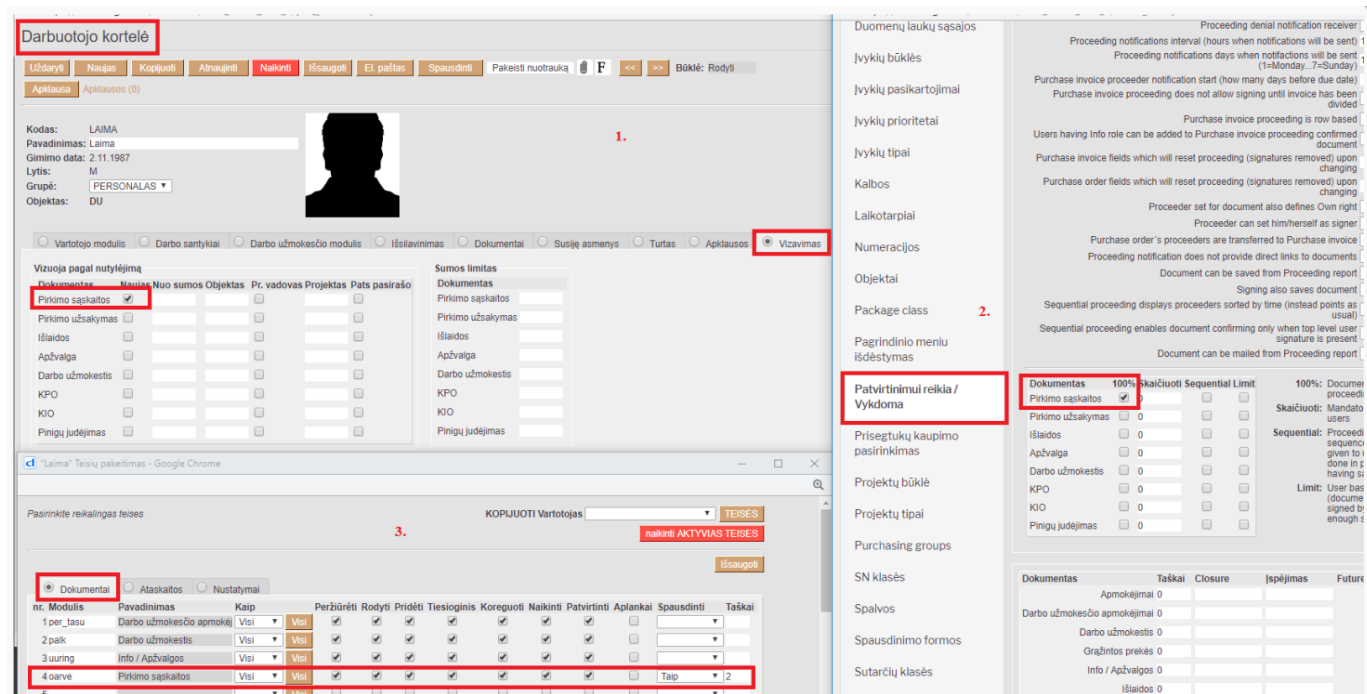 Darbuotojo kortelė
Uždaryti Naujas Kopijuoti Atnaujinti Naikinti Išsaugoti El. paštas Spausdinti Pakeisti nuotrauką F << >> Būklė: Rodyti
Apklausa Apklausos (0)
Kodas: LAIMA
Pavadinimas: Laima
Gimimo data: 2.11.1987
Lytis: M
Grupė: PERSONALAS
Objektas: DU
1.
Vartotojo modulis Darbo santykiai Darbo užmokesčio modulis Išsilavinimas Dokumentai Susiję asmenys Turtas Apklausos Vizavimas
Vizuoja pagal nutylėjimą
Dokumentas Naujas Nuo sumos Objektas Pr. vadovas Projektas Pats pasirašo
Pirkimo sąskaitos
Pirkimo užsakymas
Išlaidos
Apžvalga
Darbo užmokestis
KPO
KIO
Pinigų judėjimas
Sumos limitas
Dokumentas
Pirkimo sąskaitos
Pirkimo užsakymas
Išlaidos
Apžvalga
Darbo užmokestis
KPO
KIO
Pinigų judėjimas
"Laima" Teisių pakeitimas - Google Chrome
Pasirinkite reikalingas teises
KOPIJUOTI Vartotojas TEISĖS
3.
naikinti AKTYVIAS TEISES
Išsaugoti
Dokumentai Ataskaitos Nustatymai
nr. Modulis Pavadinimas Kaip Peržiūrėti Rodyti Pridėti Tiesioginis Koreguoti Naikinti Patvirtinti Aplankai Spausdinti Taškai
1 per_tasu Darbo užmokesčio apmokėj Visi Visi
2 palk Darbo užmokestis Visi Visi
3 uuring Info / Apžvalgos Visi Visi
4 oarve Pirkimo sąskaitos Visi Visi Taip 2
Duomenų laukų sąsajos
Įvykių būklės
Įvykių pasikartojimai
Įvykių prioritetai
Įvykių tipai
Kalbos
Laikotarpiai
Numeracijos
Objektai
Package class
2.
Pagrindinio meniu
išdėstymas
Patvirtinimui reikia /
Vykdoma
Prisegtukų kaupimo
pasirinkimas
Projektų būklė
Projektų tipai
Purchasing groups
SN klasės
Spalvos
Spausdinimo formos
Sutarčių klasės
Proceeding denial notification receiver
Proceeding notifications interval (hours when notifications will be sent)
Proceeding notifications days when notifactions will be sent
(1=Monday...7=Sunday)
Purchase invoice proceeder notification start (how many days before due date)
Purchase invoice proceeding does not allow signing until invoice has been
divided
Purchase invoice proceeding is row based
Users having Info role can be added to Purchase invoice proceeding confirmed
document
Purchase invoice fields which will reset proceeding (signatures removed) upon
changing
Purchase order fields which will reset proceeding (signatures removed) upon
changing
Proceeder set for document also defines Own right
Proceeder can set him/herself as signer
Purchase order`s proceeders are transferred to Purchase invoice
Proceeding notification does not provide direct links to documents
Document can be saved from Proceeding report
Signing also saves document
Sequential proceeding displays proceeders sorted by time (instead points as
usual)
Sequential proceeding enables document confirming only when top level user
signature is present
Document can be mailed from Proceeding report
Dokumentas 100% Skaičiuoti Sequential Limit
Pirkimo sąskaitos 0
Pirkimo užsakymas 0
Išlaidos 0
Apžvalga 0
Darbo užmokestis 0
KPO 0
KIO 0
Pinigų judėjimas 0
100%: Documen
proceedin
Skaičiuoti: Mandato
users
Sequential: Proceedi
sequence
given to
done in p
having sa
Limit: User bas
(docume
signed by
enough s
Dokumentas Taškai Closure Įspėjimas Future
Apmokėjimai 0
Darbo užmokesčio apmokėjimai 0
Darbo užmokestis 0
Grąžintos prekės 0
Info / Apžvalgos 0
Išlaidos 0